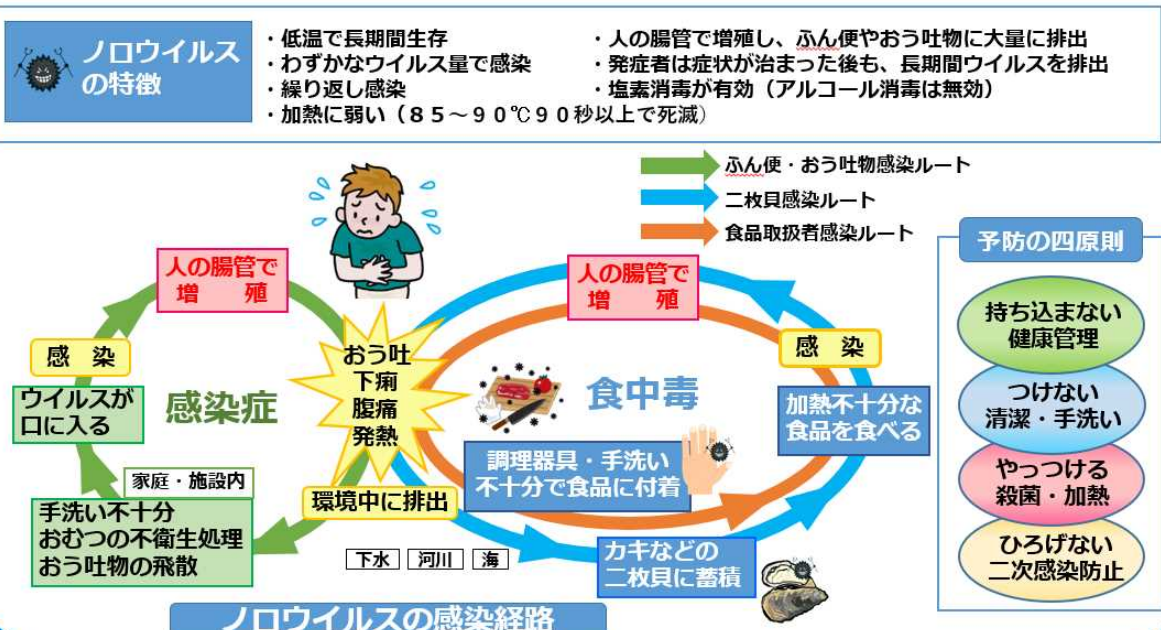 ノロウイルス
の特徴
・低温で長期間生存
・わずかなウイルス量で感染
・繰り返し感染
・加熱に弱い（８５～９０℃９０秒以上で死滅）
・人の腸管で増殖し、ふん便やおう吐物に大量に排出
・発症者は症状が治まった後も、長期間ウイルスを排出
・塩素消毒が有効（アルコール消毒は無効）
ふん便・おう吐物感染ルート
二枚貝感染ルート
食品取扱者感染ルート
人の腸管で
増　殖
感　染
ウイルスが
口に入る
感染症
家庭・施設内
手洗い不十分
おむつの不衛生処理
おう吐物の飛散
おう吐
下痢
腹痛
発熱
環境中に排出
下水
河川
海
人の腸管で
増　殖
感　染
食中毒
加熱不十分な
食品を食べる
調理器具・手洗い
不十分で食品に付着
カキなどの
二枚貝に蓄積
予防の四原則
持ち込まない
健康管理
つけない
清潔・手洗い
やっつける
殺菌・加熱
ひろげない
二次感染防止
ノロウイルスの感染経路